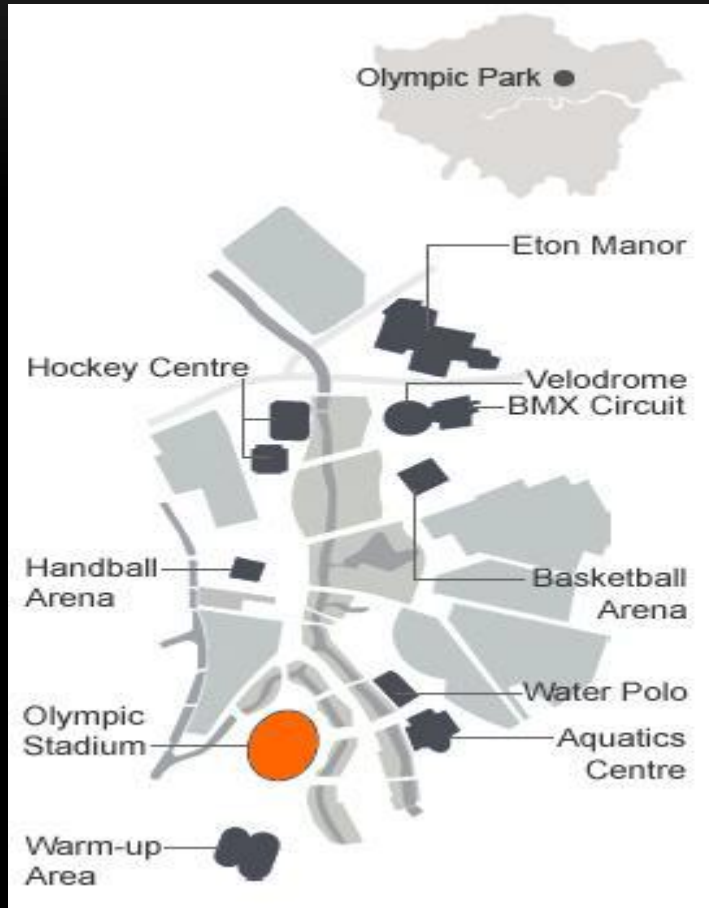 Olympic Park
Eton Manor
Hockey Centre
Velodrome
BMX Circuit
Handball
Arena
Basketball
Arena
Water Polo
Olympic
Stadium
Aquatics
Centre
Warm-up
Area